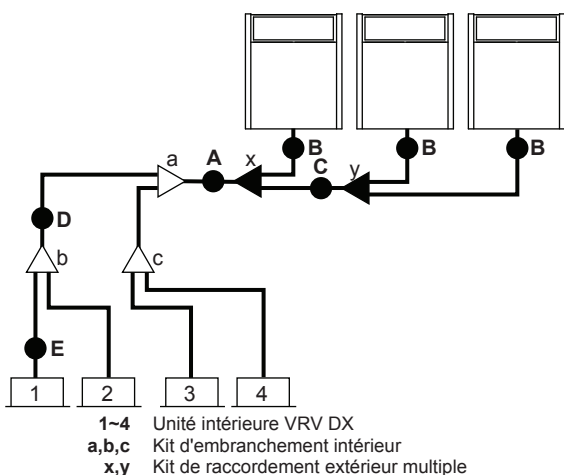 B
B
B
a
A
x
C
y
D
b
c
E
1
2
3
4
1~4 Unité intérieure VRV DX
a,b,c Kit d'embranchement intérieur
x,y Kit de raccordement extérieur multiple